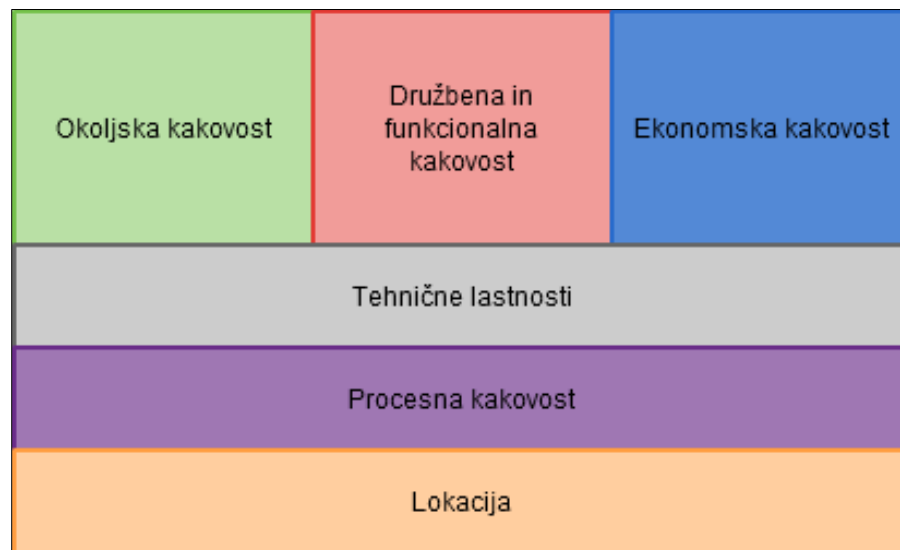 Okoljska kakovost
Družbena in
funkcionalna
kakovost
Ekonomska kakovost
Tehnične lastnosti
Procesna kakovost
Lokacija